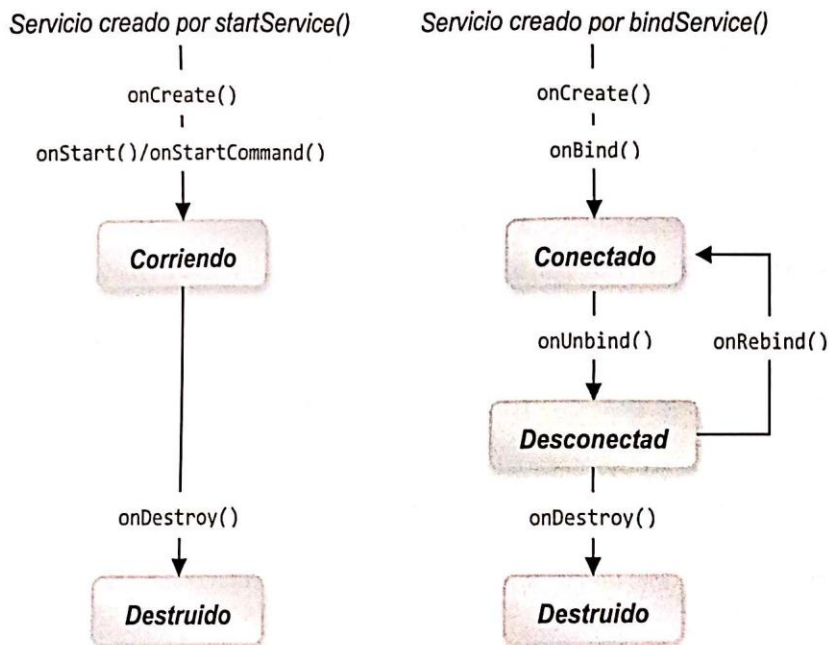 Servicio creado por startService()
onCreate()
onStart()/onStartCommand()
Corriendo
onDestroy()
Destruido
Servicio creado por bindService()
onCreate()
onBind()
Conectado
onUnbind()
onRebind()
Desconectad
onDestroy()
Destruido